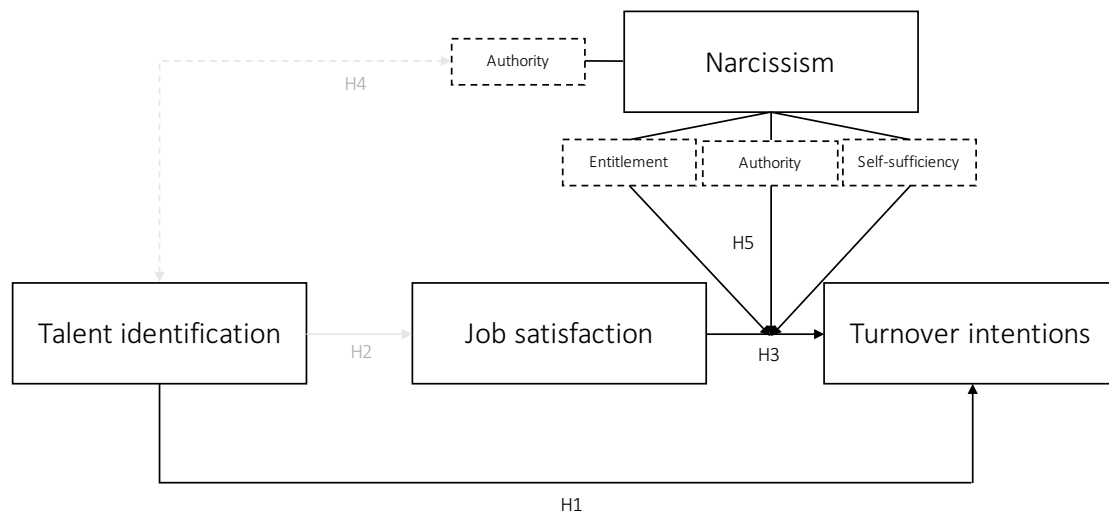 Authority
Narcissism
H4
Entitlement
Authority
Self-sufficiency
H5
Talent identification
Job satisfaction
Turnover intentions
H2
H3
H1